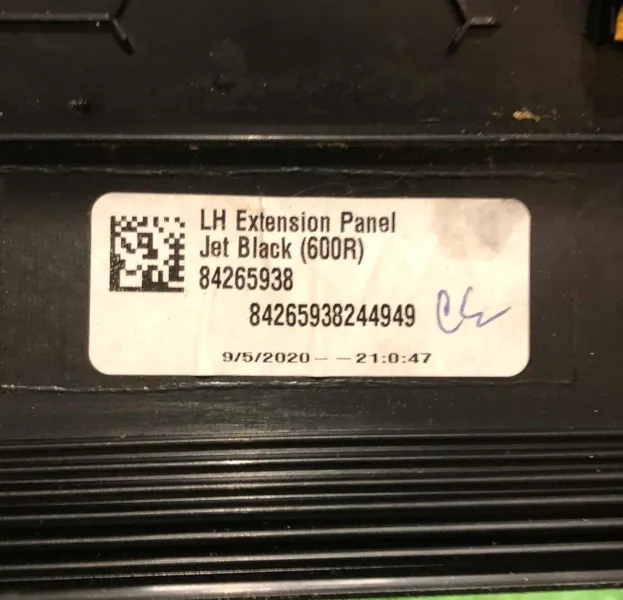 LH Extension Panel
Jet Black (600R)
84265938
84265938244949
9/5/2020 -- --21:0:47